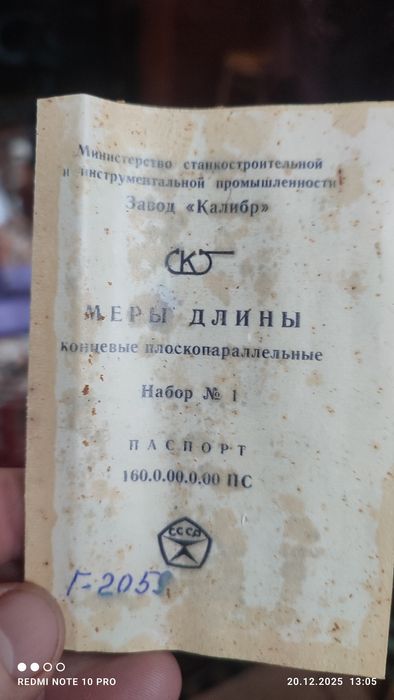 Министерство станкостроительной
и инструментальной промышленности
Завод «Калибр»
МЕРЫ ДЛИНЫ
концевые плоскопараллельные
Набор № 1
ПАСПОРТ
160.0.00.0.00 ПС
СССР
REDMI NOTE 10 PRO
20.12.2025 13:05